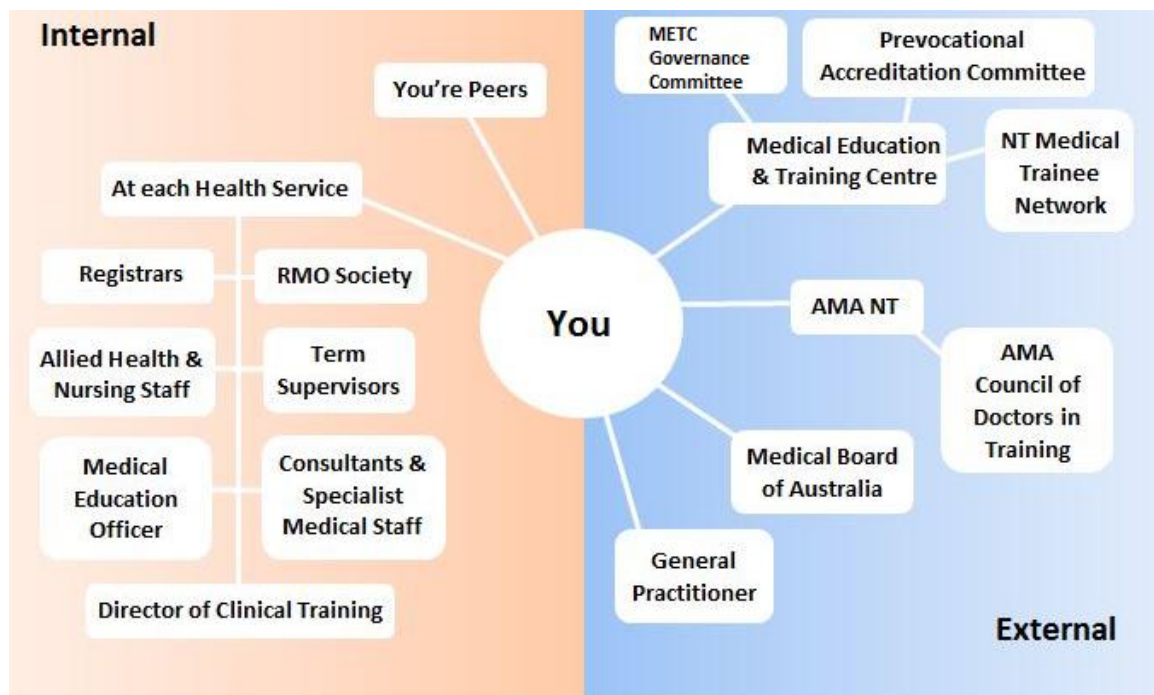 Internal
You're Peers
At each Health Service
Registrars
RMO Society
Allied Health &
Nursing Staff
Term
Supervisors
Medical
Education
Officer
Consultants &
Specialist
Medical Staff
Director of Clinical Training
You
METC
Governance
Committee
Prevocational
Accreditation Committee
Medical Education
& Training Centre
NT Medical
Trainee
Network
AMA NT
AMA
Council of
Doctors in
Training
Medical Board
of Australia
General
Practitioner
External